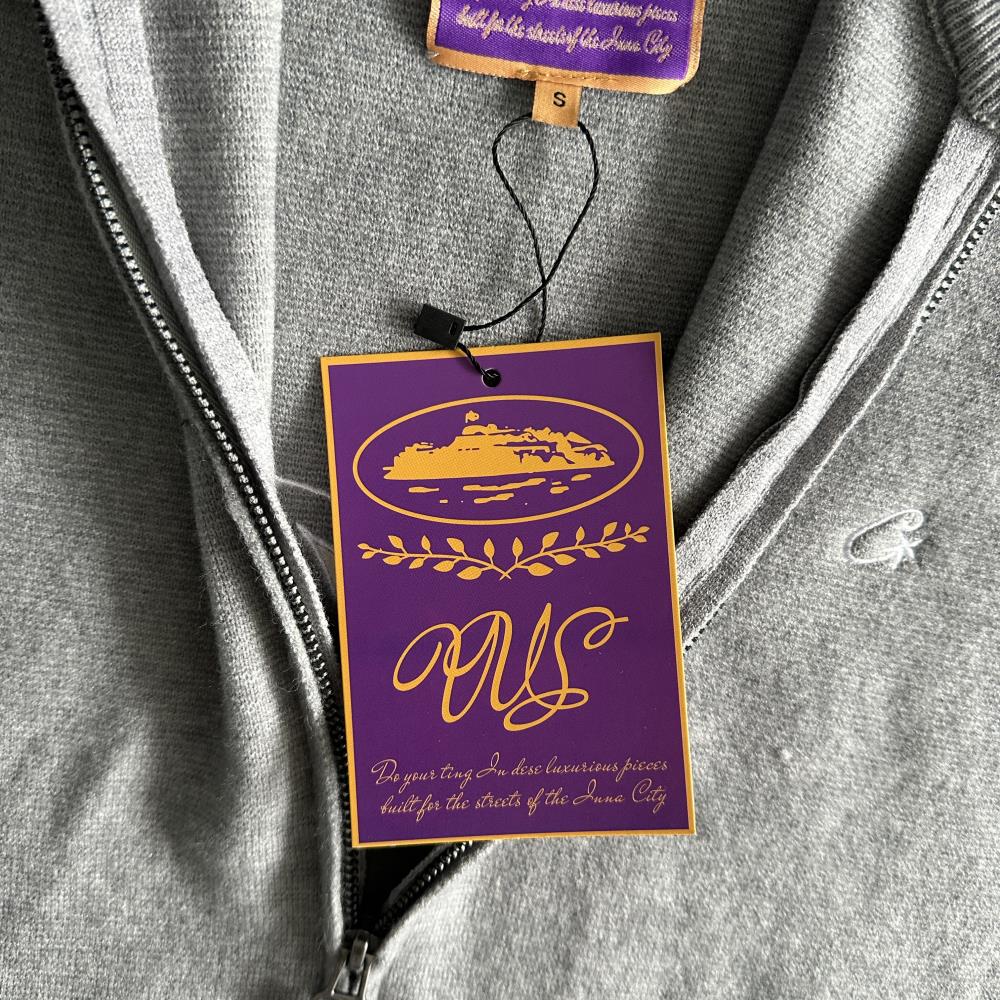 luxurious pieces
built for the streets of the Inna City
S
VVS
Do your ting In dese luxurious pieces
built for the streets of the Inna City
C